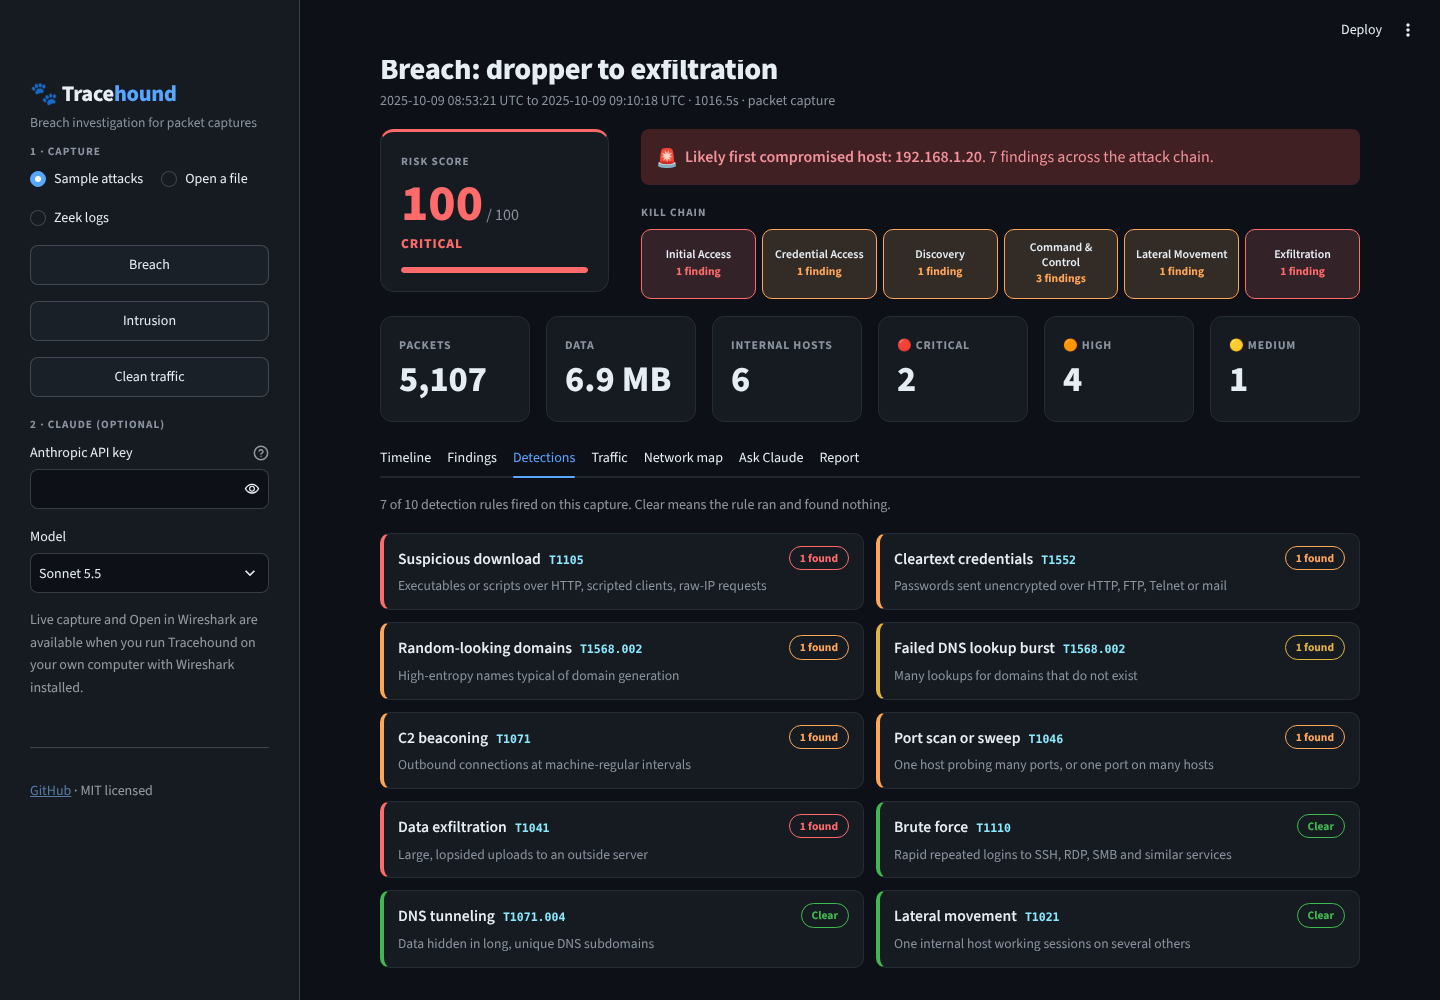 Deploy
Tracehound
Breach investigation for packet captures
1 · CAPTURE
Sample attacks
Open a file
Zeek logs
Breach
Intrusion
Clean traffic
2 · CLAUDE (OPTIONAL)
Anthropic API key
Model
Sonnet 5.5
Live capture and Open in Wireshark are
available when you run Tracehound on
your own computer with Wireshark
installed.
GitHub · MIT licensed
Breach: dropper to exfiltration
2025-10-09 08:53:21 UTC to 2025-10-09 09:10:18 UTC · 1016.5s · packet capture
RISK SCORE
100 / 100
CRITICAL
Likely first compromised host: 192.168.1.20. 7 findings across the attack chain.
KILL CHAIN
Initial Access
1 finding
Credential Access
1 finding
Discovery
1 finding
Command &
Control
3 findings
Lateral Movement
1 finding
Exfiltration
1 finding
PACKETS
5,107
DATA
6.9 MB
INTERNAL HOSTS
6
CRITICAL
2
HIGH
4
MEDIUM
1
Timeline Findings Detections Traffic Network map Ask Claude Report
7 of 10 detection rules fired on this capture. Clear means the rule ran and found nothing.
Suspicious download T1105 1 found
Executables or scripts over HTTP, scripted clients, raw-IP requests
Cleartext credentials T1552 1 found
Passwords sent unencrypted over HTTP, FTP, Telnet or mail
Random-looking domains T1568.002 1 found
High-entropy names typical of domain generation
Failed DNS lookup burst T1568.002 1 found
Many lookups for domains that do not exist
C2 beaconing T1071 1 found
Outbound connections at machine-regular intervals
Port scan or sweep T1046 1 found
One host probing many ports, or one port on many hosts
Data exfiltration T1041 1 found
Large, lopsided uploads to an outside server
Brute force T1110 Clear
Rapid repeated logins to SSH, RDP, SMB and similar services
DNS tunneling T1071.004 Clear
Data hidden in long, unique DNS subdomains
Lateral movement T1021 Clear
One internal host working sessions on several others